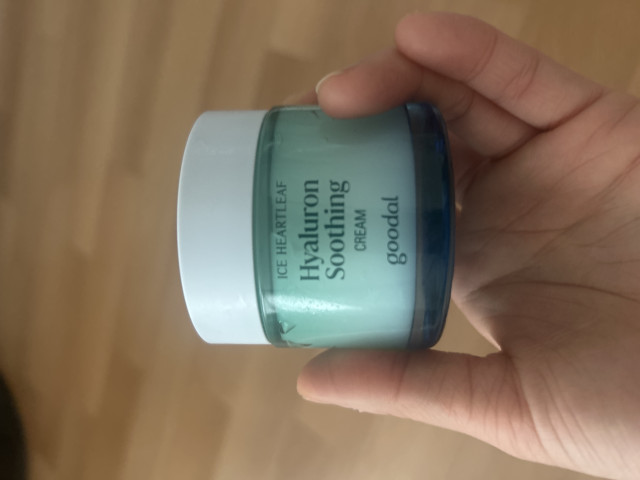 ICE HEARTLEAF
Hyaluron
Soothing
CREAM
goodal